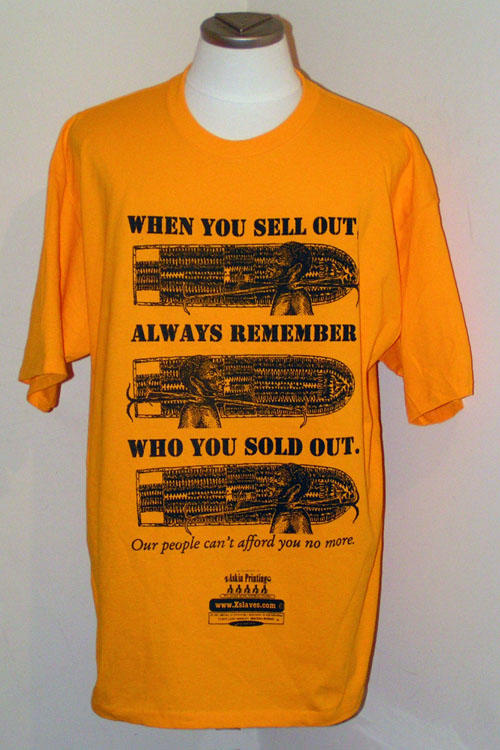 WHEN YOU SELL OUT
ALWAYS REMEMBER
WHO YOU SOLD OUT.
Our people can't afford you no more.
Askia Printing
www.Xslaves.com